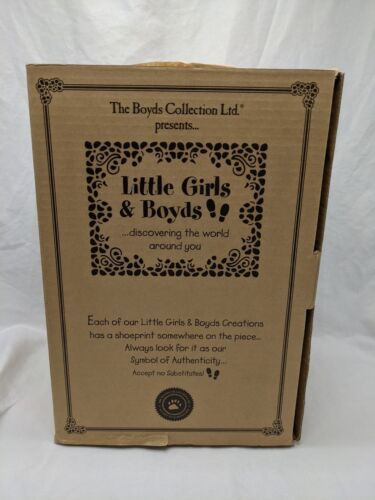 The Boyds Collection Ltd.®
presents...
Little Girls
& Boyds
...discovering the world
around you
Each of our Little Girls & Boyds Creations
has a shoeprint somewhere on the piece...
Always look for it as our
Symbol of Authenticity...
Accept no Substitutes!